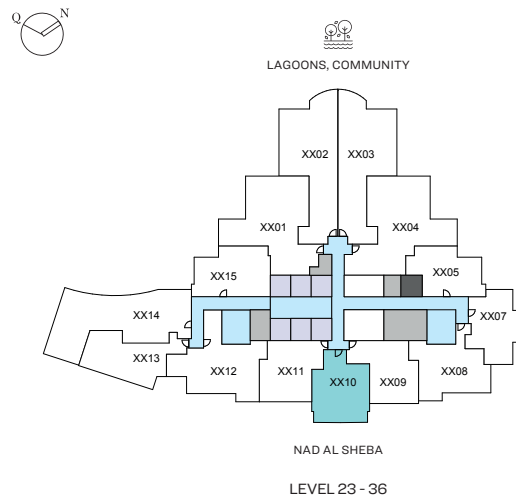 Q N
LAGOONS, COMMUNITY
XX02 XX03
XX01 XX04
XX15 XX05
XX14 XX07
XX13 XX12 XX11 XX10 XX09 XX08
NAD AL SHEBA
LEVEL 23 - 36